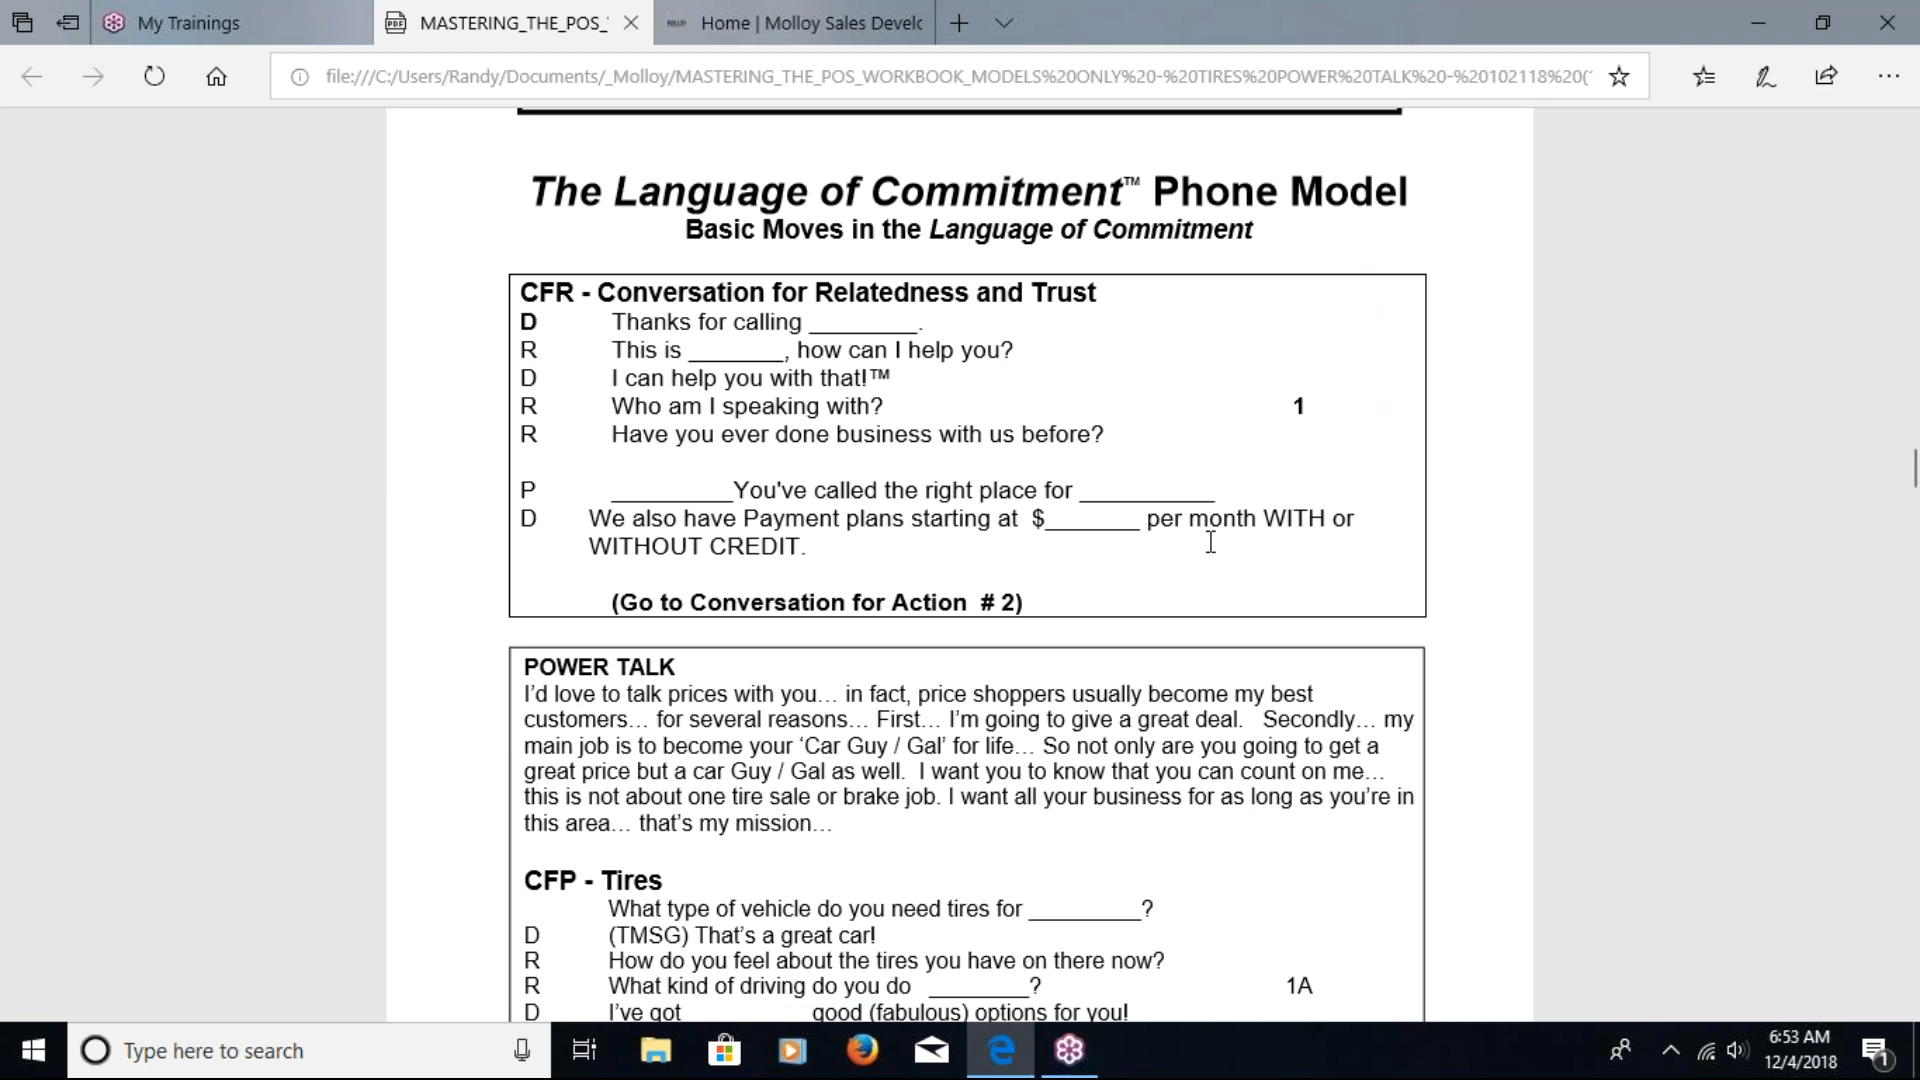 My Trainings
MASTERING_THE_POS_
Home | Molloy Sales Develc
file:///C:/Users/Randy/Documents/_Molloy/MASTERING_THE_POS_WORKBOOK_MODELS%20ONLY%20-%20TIRES%20POWER%20TALK%20-%20102118%20(
The Language of Commitment™ Phone Model
Basic Moves in the Language of Commitment
CFR - Conversation for Relatedness and Trust
D Thanks for calling _________.
R This is _______, how can I help you?
D I can help you with that!™
R Who am I speaking with? 1
R Have you ever done business with us before?
P _________You've called the right place for __________
D We also have Payment plans starting at $_______ per month WITH or
WITHOUT CREDIT.
(Go to Conversation for Action # 2)
POWER TALK
I'd love to talk prices with you… in fact, price shoppers usually become my best
customers… for several reasons… First… I'm going to give a great deal. Secondly… my
main job is to become your ‘Car Guy / Gal’ for life… So not only are you going to get a
great price but a car Guy / Gal as well. I want you to know that you can count on me…
this is not about one tire sale or brake job. I want all your business for as long as you're in
this area… that's my mission…
CFP - Tires
What type of vehicle do you need tires for _________?
D (TMSG) That's a great car!
R How do you feel about the tires you have on there now?
R What kind of driving do you do ________? 1A
D I've got ________ good (fabulous) options for you!
Type here to search
6:53 AM
12/4/2018
1